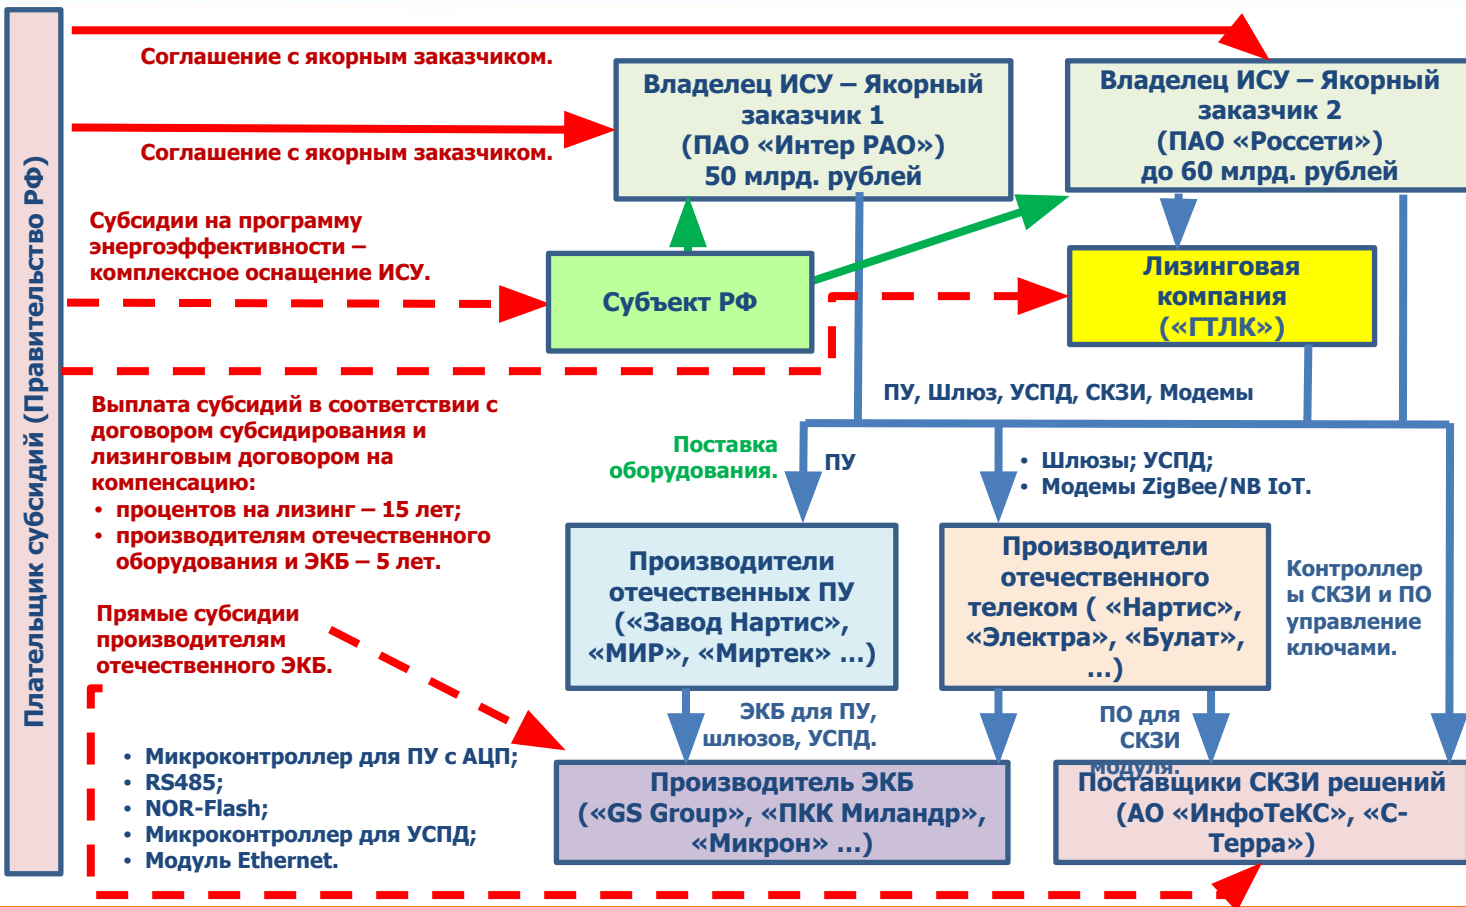 Плательщик субсидий (Правительство РФ)
Соглашение с якорным заказчиком.
Соглашение с якорным заказчиком.
Владелец ИСУ – Якорный
заказчик 1
(ПАО «Интер РАО»)
50 млрд. рублей
Владелец ИСУ – Якорный
заказчик 2
(ПАО «Россети»)
до 60 млрд. рублей
Субсидии на программу
энергоэффективности –
комплексное оснащение ИСУ.
Субъект РФ
Лизинговая
компания
(«ГТЛК»)
Выплата субсидий в соответствии с
договором субсидирования и
лизинговым договором на
компенсацию:
• процентов на лизинг – 15 лет;
• производителям отечественного
оборудования и ЭКБ – 5 лет.
ПУ, Шлюз, УСПД, СКЗИ, Модемы
Поставка
оборудования.
ПУ
• Шлюзы; УСПД;
• Модемы ZigBee/NB IoT.
Производители
отечественных ПУ
(«Завод Нартис»,
«МИР», «Миртек» ...)
Производители
отечественного
телеком ( «Нартис»,
«Электра», «Булат»,
...)
Контроллер
ы СКЗИ и ПО
управление
ключами.
Прямые субсидии
производителям
отечественного ЭКБ.
ЭКБ для ПУ,
шлюзов, УСПД.
ПО для
СКЗИ
модуля.
• Микроконтроллер для ПУ с АЦП;
• RS485;
• NOR-Flash;
• Микроконтроллер для УСПД;
• Модуль Ethernet.
Производитель ЭКБ
(«GS Group», «ПКК Миландр»,
«Микрон» ...)
Поставщики СКЗИ решений
(АО «ИнфоТеКС», «С-
Терра»)